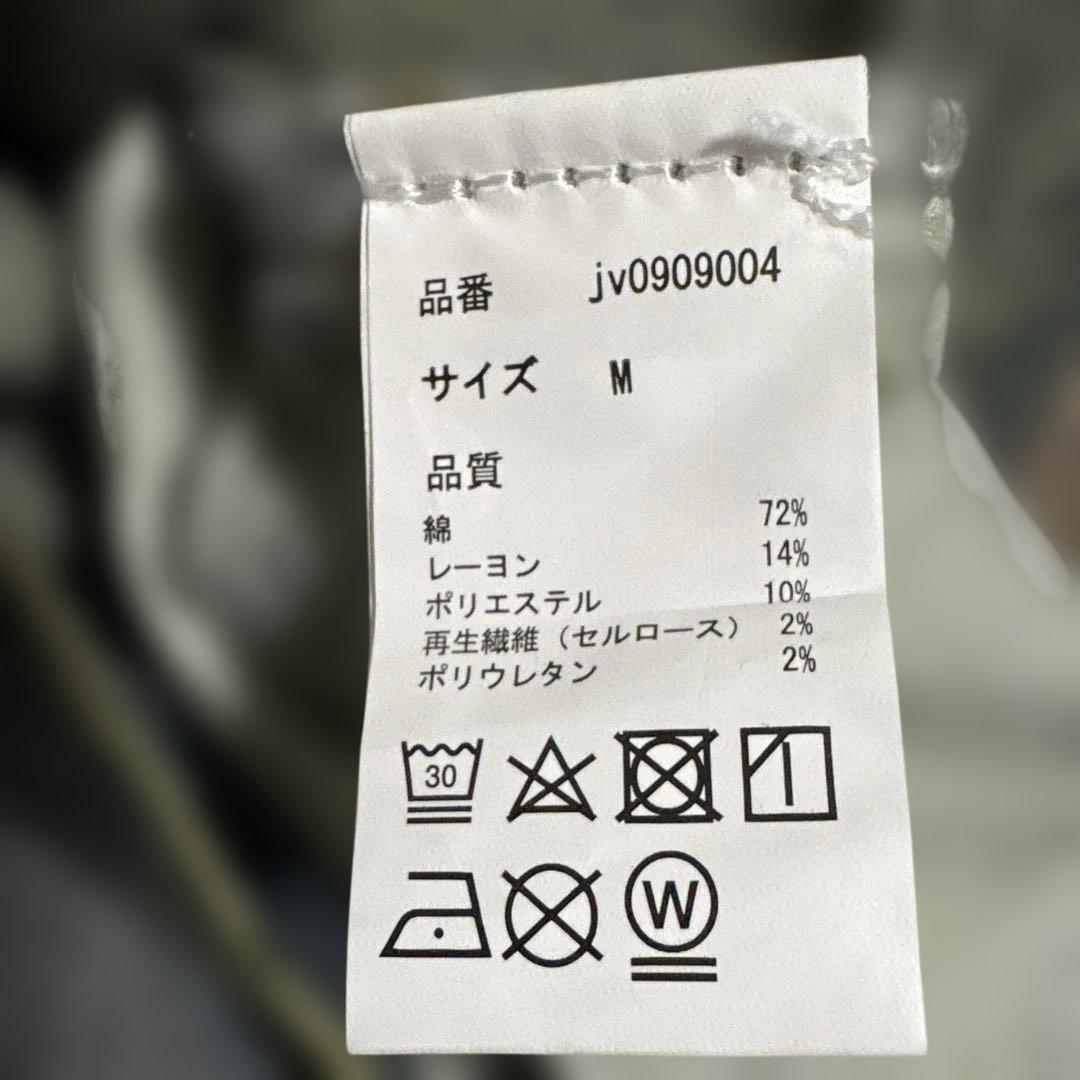 品番 jv0909004
サイズ M
品質
綿 72%
レーヨン 14%
ポリエステル 10%
再生繊維（セルロース） 2%
ポリウレタン 2%
30
W